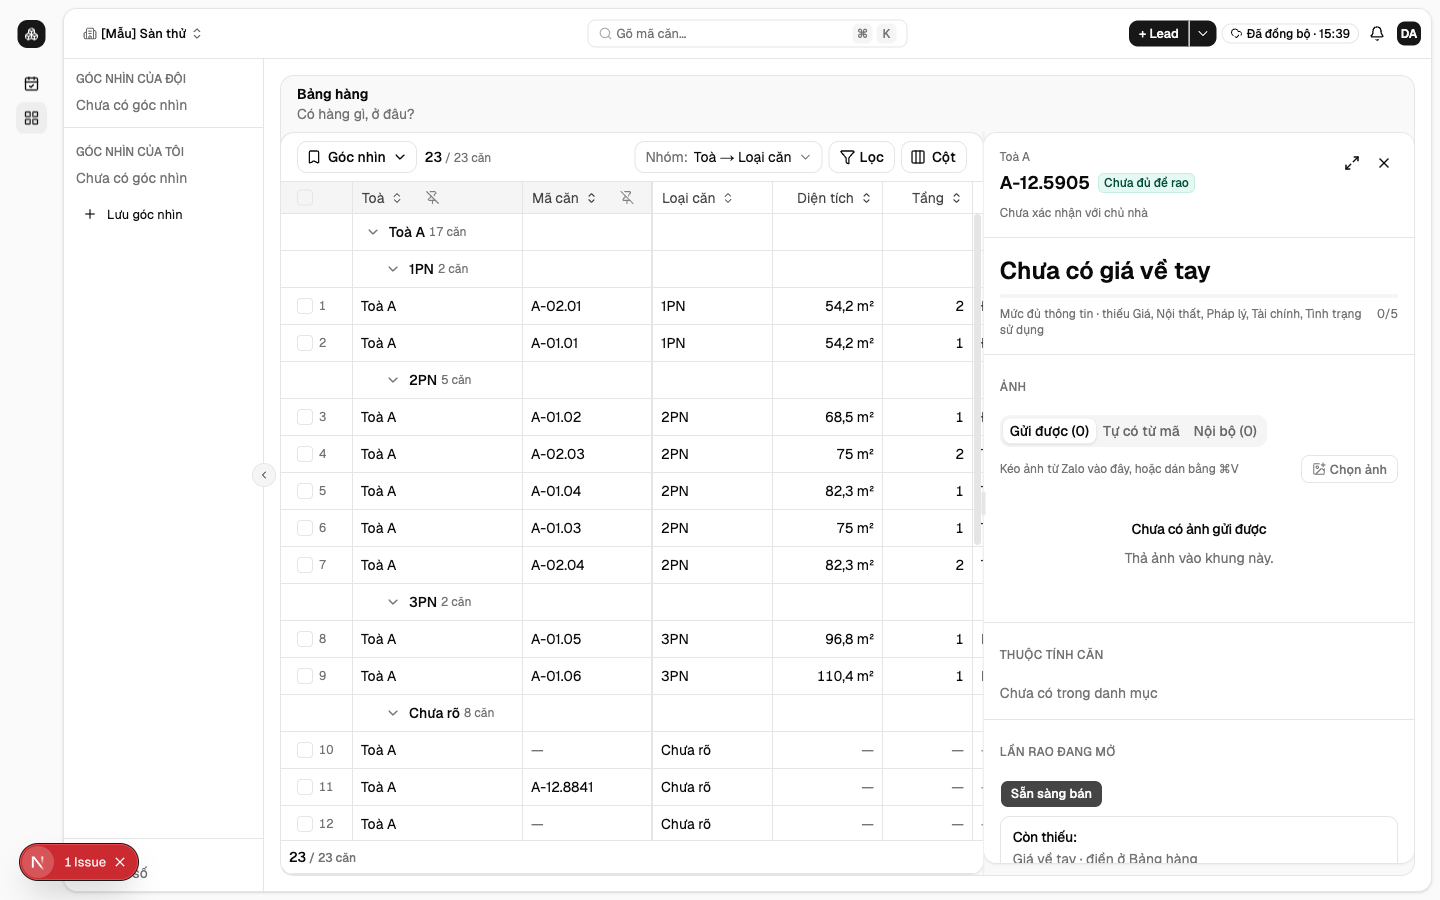 [Mẫu] Sàn thử
Gõ mã căn...
⌘ K
+ Lead
Đã đồng bộ · 15:39
DA
GÓC NHÌN CỦA ĐỘI
Chưa có góc nhìn
GÓC NHÌN CỦA TÔI
Chưa có góc nhìn
+ Lưu góc nhìn
số
N 1 Issue
Bảng hàng
Có hàng gì, ở đâu?
Góc nhìn 23 / 23 căn Nhóm: Toà → Loại căn Lọc Cột
Toà Mã căn Loại căn Diện tích Tầng
Toà A 17 căn
1PN 2 căn
1 Toà A A-02.01 1PN 54,2 m² 2
2 Toà A A-01.01 1PN 54,2 m² 1
2PN 5 căn
3 Toà A A-01.02 2PN 68,5 m² 1
4 Toà A A-02.03 2PN 75 m² 2
5 Toà A A-01.04 2PN 82,3 m² 1
6 Toà A A-01.03 2PN 75 m² 1
7 Toà A A-02.04 2PN 82,3 m² 2
3PN 2 căn
8 Toà A A-01.05 3PN 96,8 m² 1
9 Toà A A-01.06 3PN 110,4 m² 1
Chưa rõ 8 căn
10 Toà A — Chưa rõ — —
11 Toà A A-12.8841 Chưa rõ — —
12 Toà A — Chưa rõ — —
23 / 23 căn
Toà A
A-12.5905 Chưa đủ để rao
Chưa xác nhận với chủ nhà
Chưa có giá về tay
Mức đủ thông tin · thiếu Giá, Nội thất, Pháp lý, Tài chính, Tình trạng 0/5
sử dụng
ẢNH
Gửi được (0) Tự có từ mã Nội bộ (0)
Kéo ảnh từ Zalo vào đây, hoặc dán bằng ⌘V
Chọn ảnh
Chưa có ảnh gửi được
Thả ảnh vào khung này.
THUỘC TÍNH CĂN
Chưa có trong danh mục
LẦN RAO ĐANG MỞ
Sẵn sàng bán
Còn thiếu:
Giá về tay · điền ở Bảng hàng